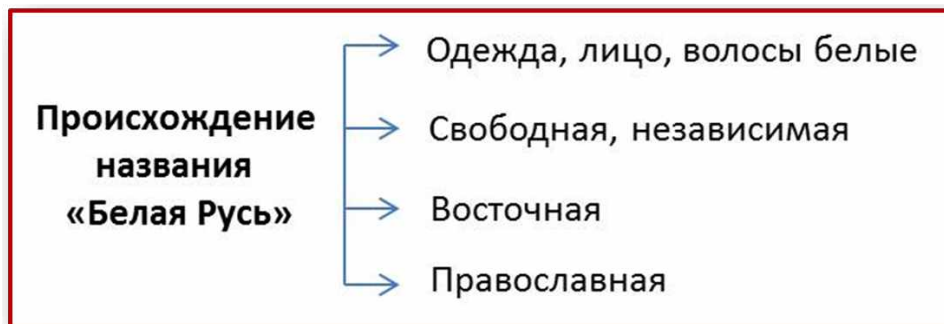 Происхождение
названия
«Белая Русь»
Одежда, лицо, волосы белые
Свободная, независимая
Восточная
Православная